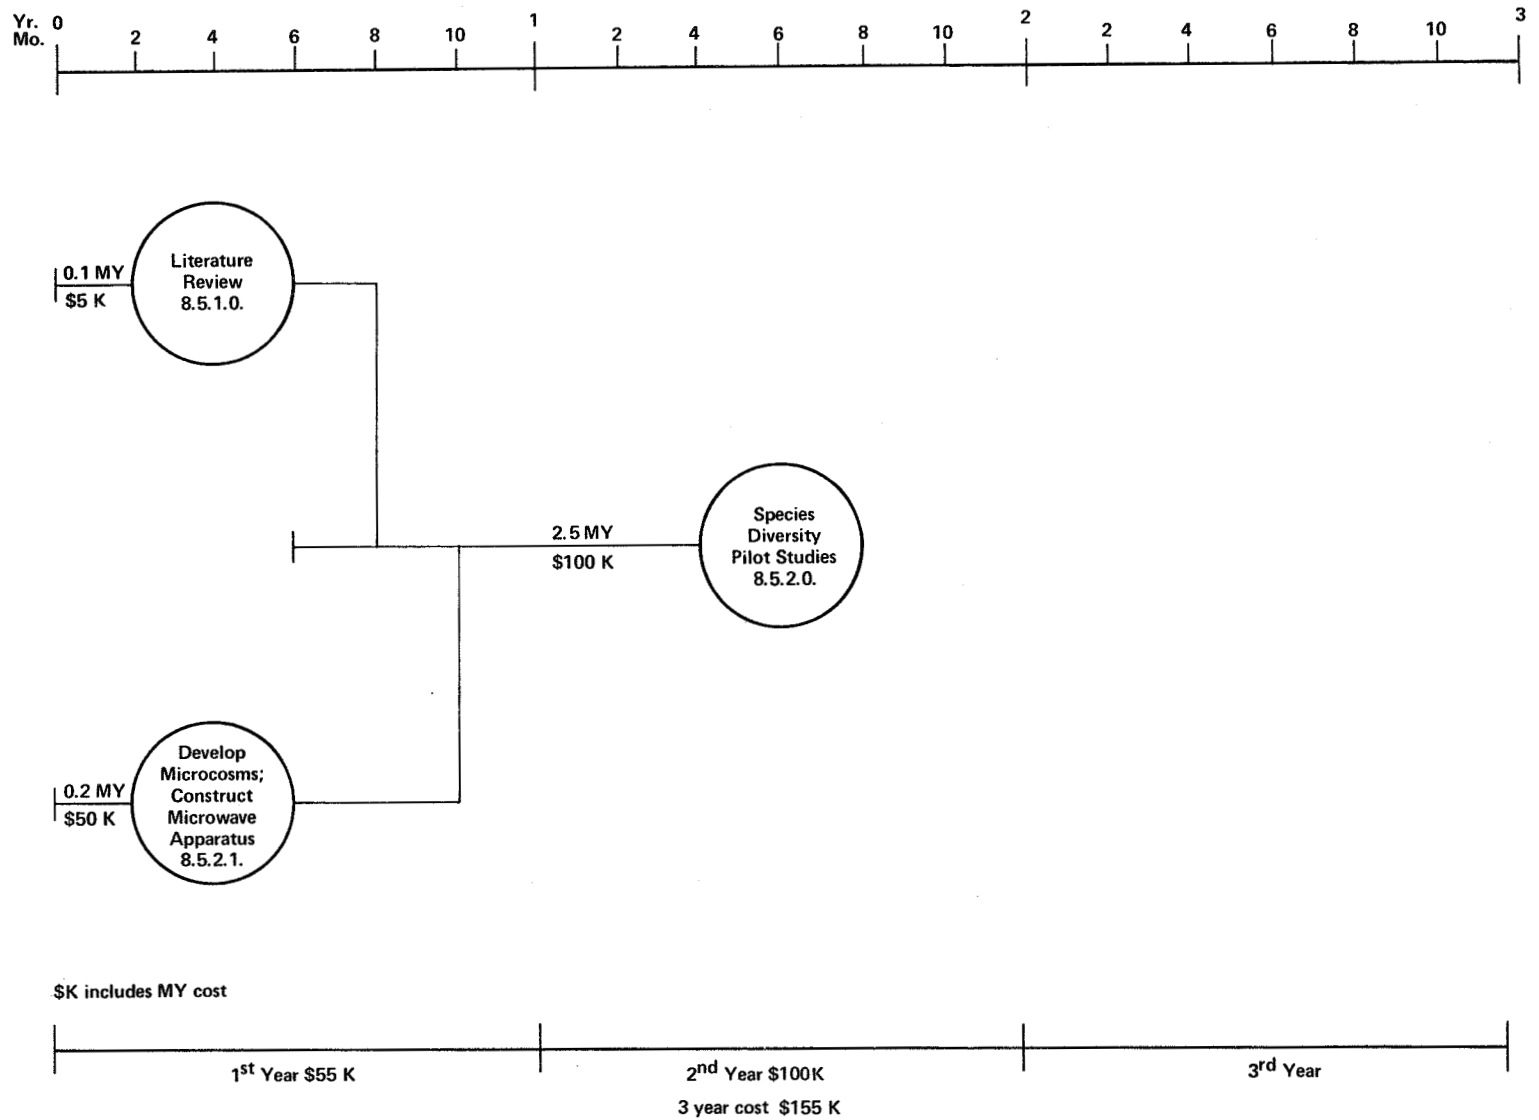 Yr. 0 1 2 3
Mo. 2 4 6 8 10 2 4 6 8 10 2 4 6 8 10
0.1 MY
$5 K
Literature
Review
8.5.1.0.
2.5 MY
$100 K
Species
Diversity
Pilot Studies
8.5.2.0.
0.2 MY
$50 K
Develop
Microcosms;
Construct
Microwave
Apparatus
8.5.2.1.
$K includes MY cost
1st Year $55 K 2nd Year $100K 3rd Year
3 year cost $155 K